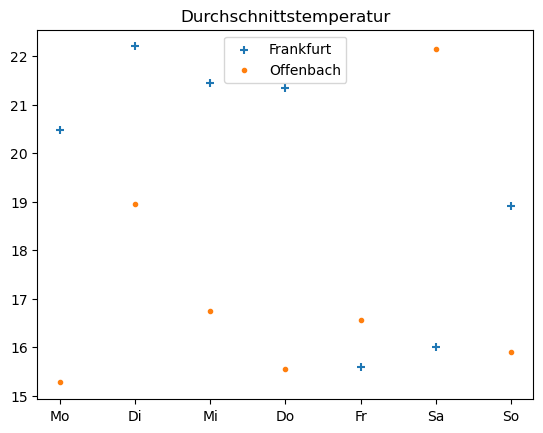 Durchschnittstemperatur
Frankfurt
Offenbach
22
21
20
19
18
17
16
15
Mo Di Mi Do Fr Sa So